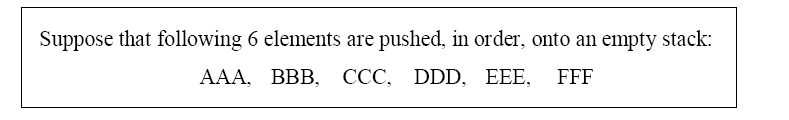 Suppose that following 6 elements are pushed, in order, onto an empty stack:
AAA, BBB, CCC, DDD, EEE, FFF